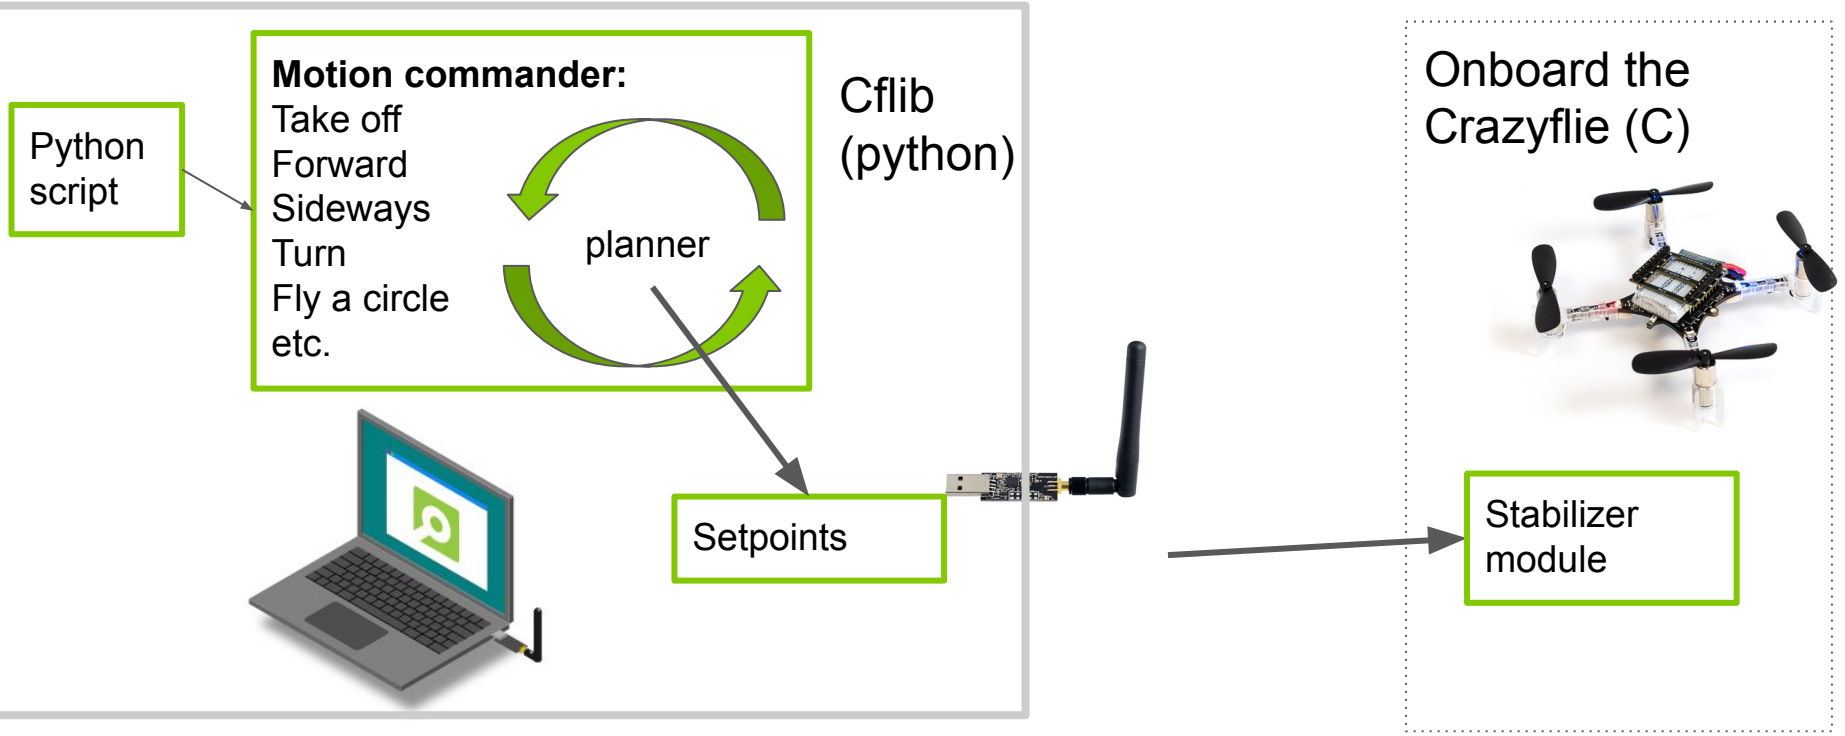 Python
script
Motion commander:
Take off
Forward
Sideways
Turn
Fly a circle
etc.
planner
Cflib
(python)
Setpoints
Onboard the
Crazyflie (C)
Stabilizer
module